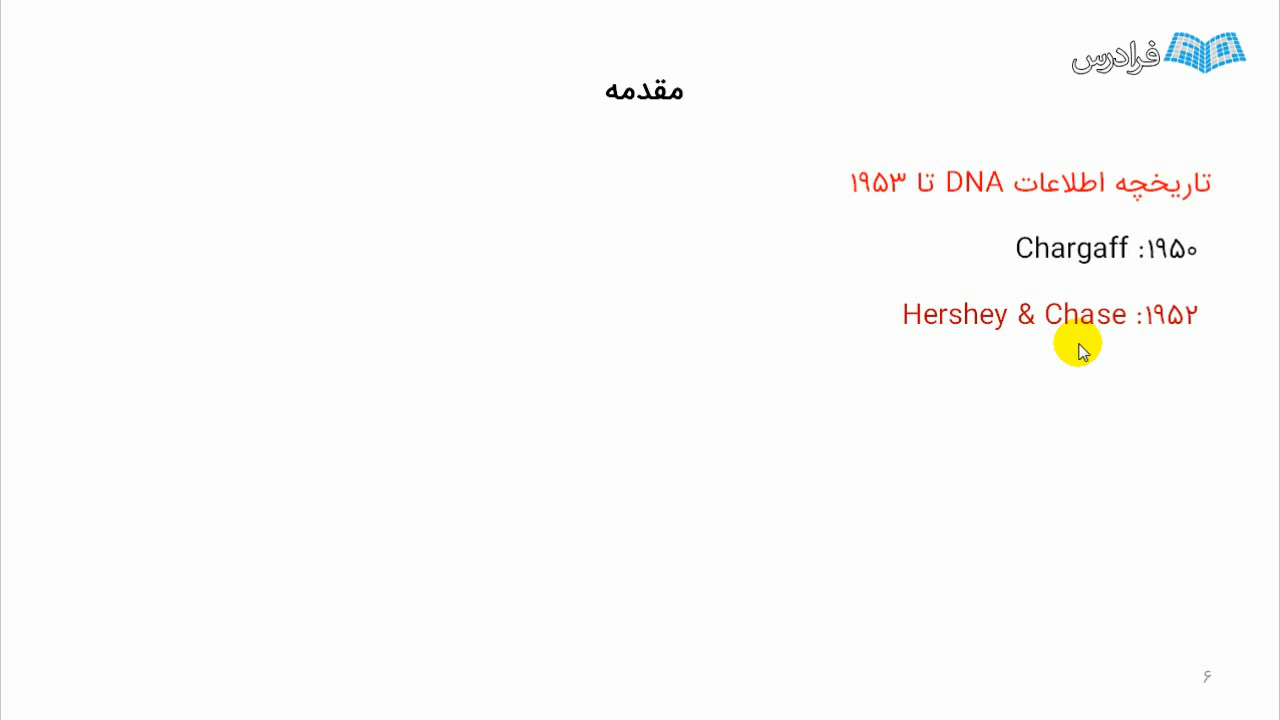 فرادرس
مقدمه
تاریخچه اطلاعات DNA تا ۱۹۵۳
۱۹۵۰: Chargaff
۱۹۵۲: Hershey & Chase
۶